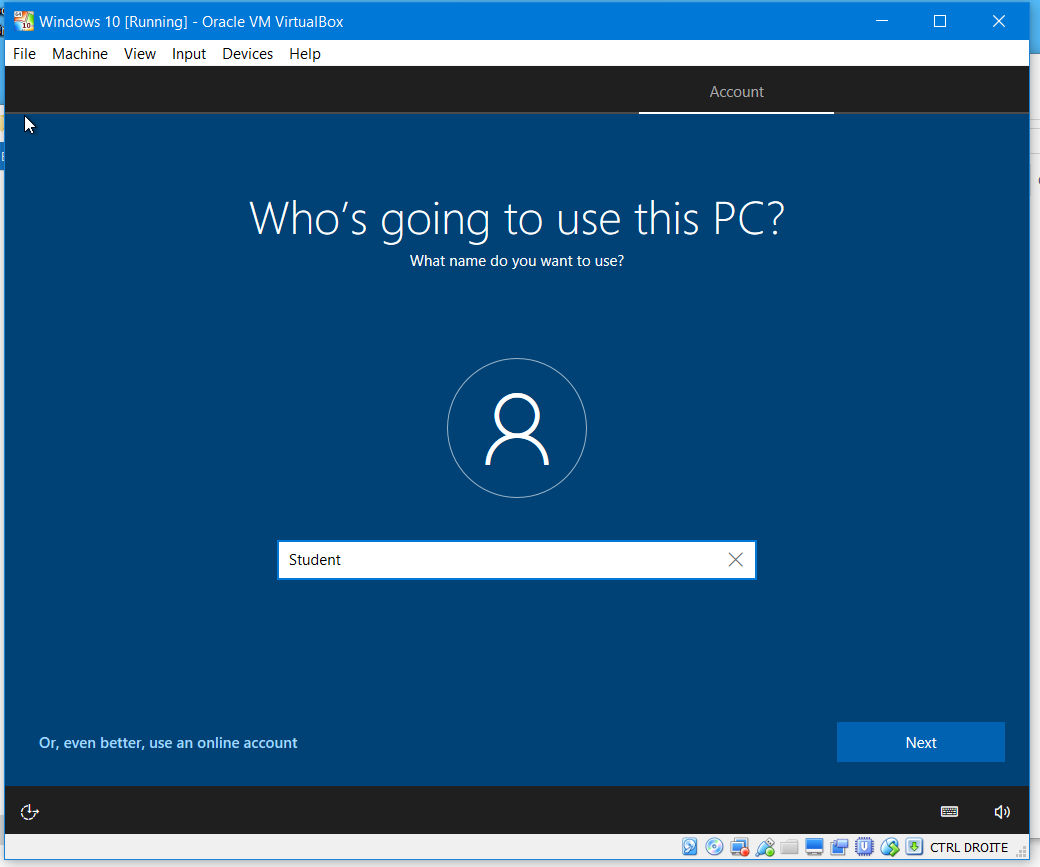 Windows 10 [Running] - Oracle VM VirtualBox
File Machine View Input Devices Help
Account
Who's going to use this PC?
What name do you want to use?
Student
Or, even better, use an online account
Next
CTRL DROITE